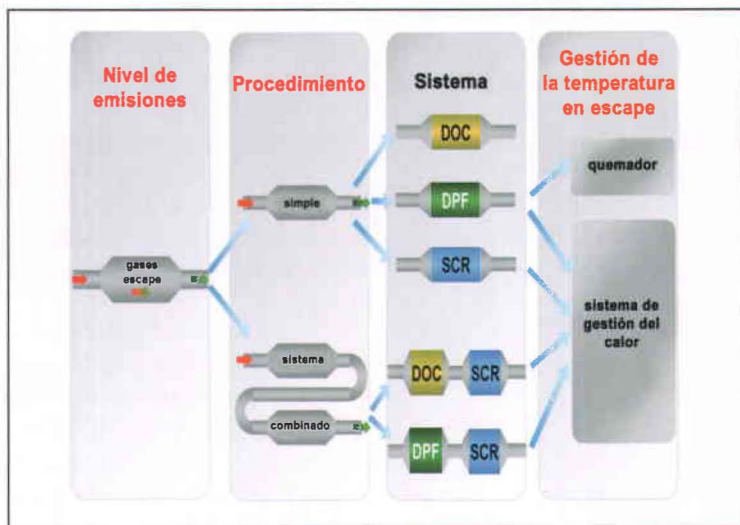 Nivel de
emisiones
Procedimiento
Sistema
Gestión de
la temperatura
en escape
gases
escape
simple
sistema
combinado
DOC
DPF
SCR
DOC SCR
DPF SCR
quemador
sistema de
gestión del
calor